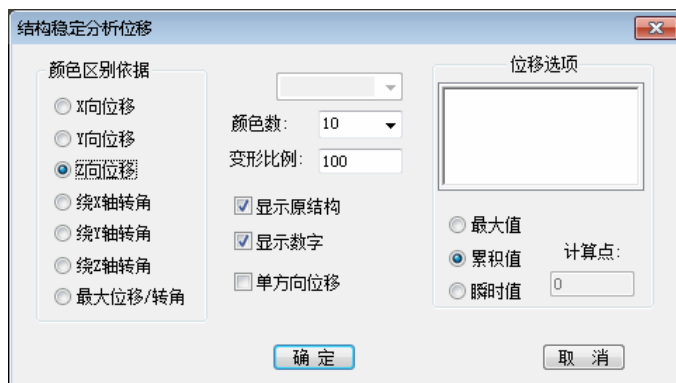 结构稳定分析位移
颜色区别依据
X向位移
Y向位移
Z向位移
绕X轴转角
绕Y轴转角
绕Z轴转角
最大位移/转角
颜色数: 10
变形比例: 100
显示原结构
显示数字
单方向位移
位移选项
最大值
累积值
瞬时值
计算点:
0
确 定
取 消